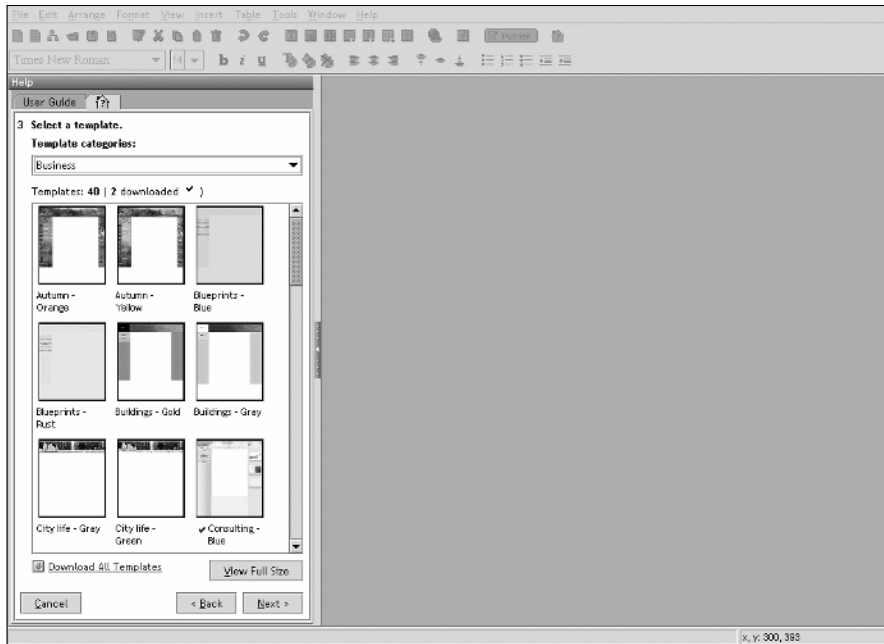 File Edit Arrange Format View Insert Table Tools Window Help
Publish
Times New Roman 14 b i u
Help
User Guide
3 Select a template.
Template categories:
Business
Templates: 40 | 2 downloaded ✔ )
Autumn - Orange
Autumn - Yellow
Blueprints - Blue
Blueprints - Rust
Buildings - Gold
Buildings - Gray
City life - Gray
City life - Green
✔ Consulting - Blue
Download All Templates
View Full Size
Cancel
< Back
Next >
x, y: 300, 393